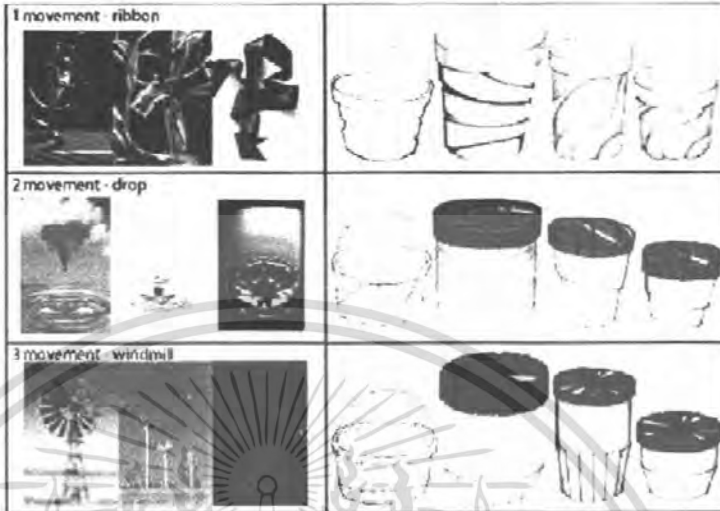 1 movement - ribbon
2 movement - drop
3 movement - windmill